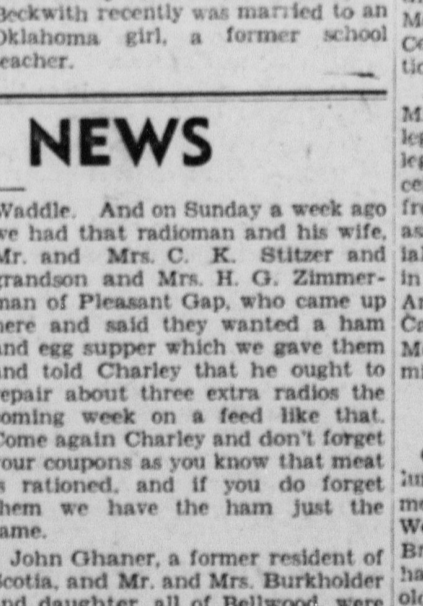 Beckwith recently was married to an
Oklahoma girl, a former school
eacher.
NEWS
Waddle. And on Sunday a week ago
we had that radioman and his wife,
Mr. and Mrs. C. K. Stitzer and
grandson and Mrs. H. G. Zimmer-
man of Pleasant Gap, who came up
here and said they wanted a ham
and egg supper which we gave them
and told Charley that he ought to
repair about three extra radios the
coming week on a feed like that.
Come again Charley and don't forget
your coupons as you know that meat
s rationed, and if you do forget
them we have the ham just the
ame.
John Ghaner, a former resident of
Scotia, and Mr. and Mrs. Burkholder
and daughter, all of Bellwood, were